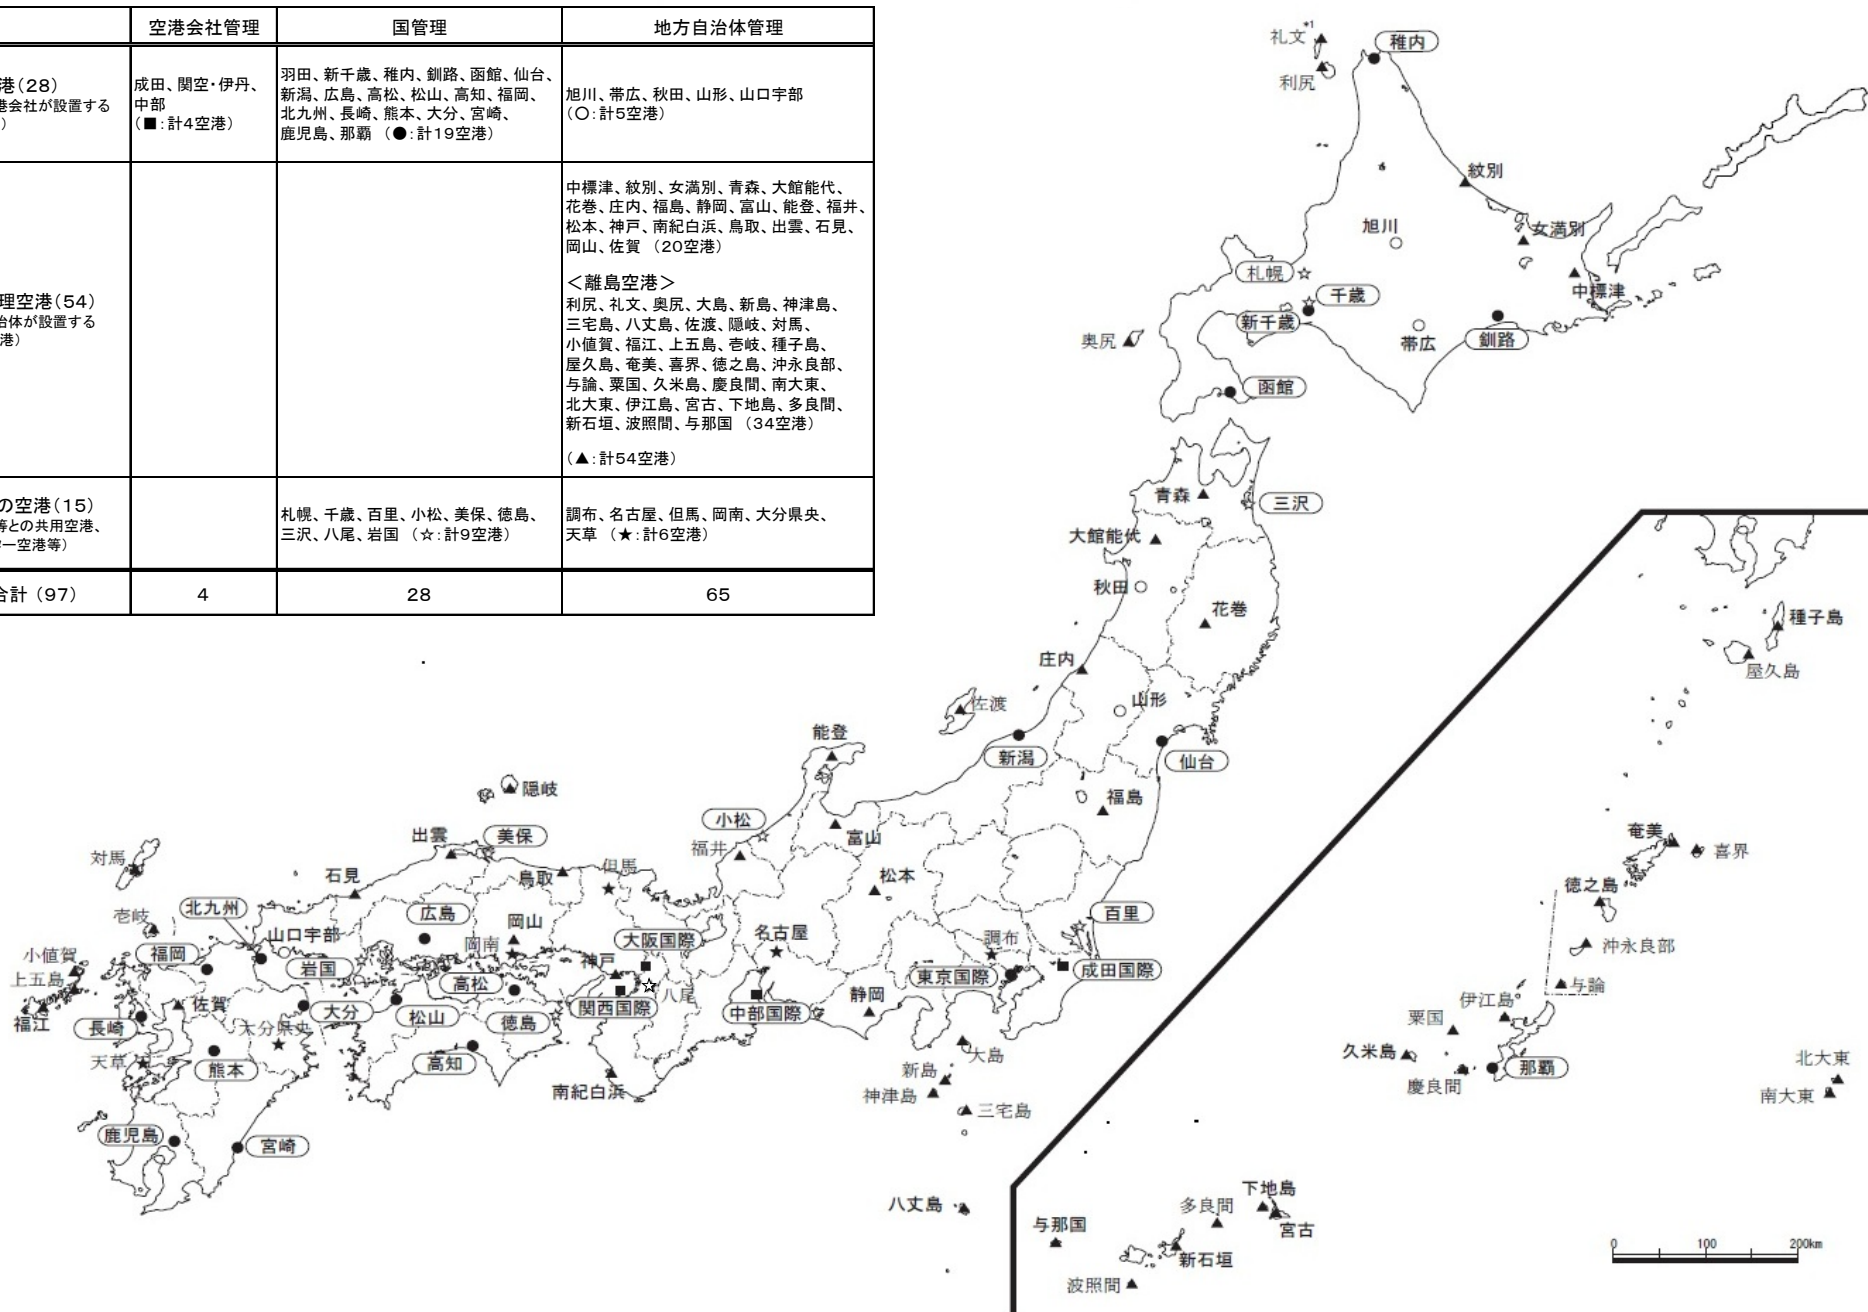 空港会社管理
国管理
地方自治体管理
港(28)
港会社が設置する
)
成田、関空・伊丹、
中部
(■:計4空港)
羽田、新千歳、稚内、釧路、函館、仙台、
新潟、広島、高松、松山、高知、福岡、
北九州、長崎、熊本、大分、宮崎、
鹿児島、那覇 (●:計19空港)
旭川、帯広、秋田、山形、山口宇部
(○:計5空港)
理空港(54)
治体が設置する
港)
中標津、紋別、女満別、青森、大館能代、
花巻、庄内、福島、静岡、富山、能登、福井、
松本、神戸、南紀白浜、鳥取、出雲、石見、
岡山、佐賀 (20空港)
<離島空港>
利尻、礼文、奥尻、大島、新島、神津島、
三宅島、八丈島、佐渡、隠岐、対馬、
小値賀、福江、上五島、壱岐、種子島、
屋久島、奄美、喜界、徳之島、沖永良部、
与論、粟国、久米島、慶良間、南大東、
北大東、伊江島、宮古、下地島、多良間、
新石垣、波照間、与那国 (34空港)
(▲:計54空港)
の空港(15)
等との共用空港、
ー空港等)
札幌、千歳、百里、小松、美保、徳島、
三沢、八尾、岩国 (☆:計9空港)
調布、名古屋、但馬、岡南、大分県央、
天草 (★:計6空港)
合計 (97)
4
28
65
礼文 *1
稚内
利尻
紋別
旭川
女満別
札幌
千歳
中標津
新千歳
奥尻
帯広
釧路
函館
青森
三沢
大館能代
秋田
花巻
庄内
佐渡
山形
能登
新潟
仙台
隠岐
福島
小松
出雲
美保
富山
福井
対馬
但馬
鳥取
石見
松本
北九州
広島
岡山
百里
壱岐
山口宇部
岡南
大阪国際
名古屋
調布
小値賀
福岡
岩国
神戸
東京国際
成田国際
上五島
高松
八尾
静岡
佐賀
関西国際
中部国際
福江
長崎
大分
松山
徳島
大分県央
天草
熊本
高知
大島
新島
南紀白浜
神津島
三宅島
鹿児島
宮崎
八丈島
種子島
屋久島
奄美
喜界
徳之島
沖永良部
与論
伊江島
粟国
久米島
那覇
慶良間
北大東
南大東
下地島
多良間
宮古
与那国
新石垣
波照間
0 100 200km